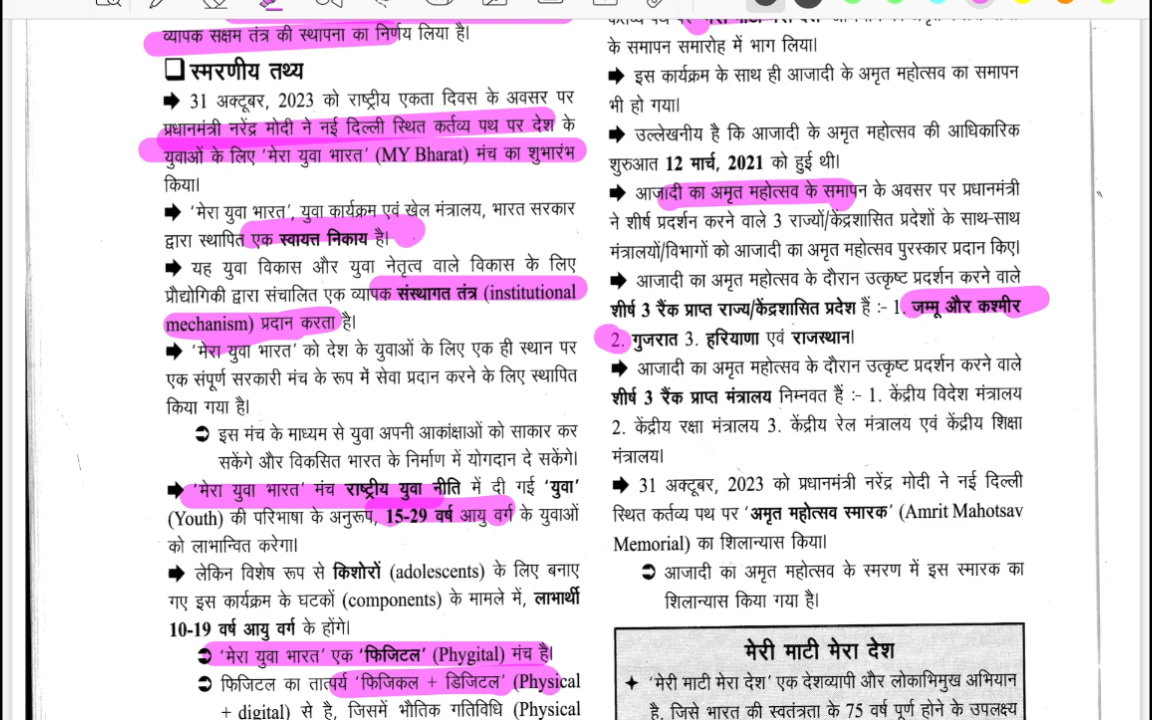 व्यापक सक्षम तंत्र की स्थापना का निर्णय लिया है।
❑ स्मरणीय तथ्य
➡ 31 अक्टूबर, 2023 को राष्ट्रीय एकता दिवस के अवसर पर
प्रधानमंत्री नरेंद्र मोदी ने नई दिल्ली स्थित कर्तव्य पथ पर देश के
युवाओं के लिए 'मेरा युवा भारत' (MY Bharat) मंच का शुभारंभ
किया।
➡ 'मेरा युवा भारत', युवा कार्यक्रम एवं खेल मंत्रालय, भारत सरकार
द्वारा स्थापित एक स्वायत्त निकाय है।
➡ यह युवा विकास और युवा नेतृत्व वाले विकास के लिए
प्रौद्योगिकी द्वारा संचालित एक व्यापक संस्थागत तंत्र (institutional
mechanism) प्रदान करता है।
➡ 'मेरा युवा भारत' को देश के युवाओं के लिए एक ही स्थान पर
एक संपूर्ण सरकारी मंच के रूप में सेवा प्रदान करने के लिए स्थापित
किया गया है।
➲ इस मंच के माध्यम से युवा अपनी आकांक्षाओं को साकार कर
सकेंगे और विकसित भारत के निर्माण में योगदान दे सकेंगे।
➡ 'मेरा युवा भारत' मंच राष्ट्रीय युवा नीति में दी गई 'युवा'
(Youth) की परिभाषा के अनुरूप, 15-29 वर्ष आयु वर्ग के युवाओं
को लाभान्वित करेगा।
➡ लेकिन विशेष रूप से किशोरों (adolescents) के लिए बनाए
गए इस कार्यक्रम के घटकों (components) के मामले में, लाभार्थी
10-19 वर्ष आयु वर्ग के होंगे।
➲ 'मेरा युवा भारत' एक 'फिजिटल' (Phygital) मंच है।
➲ फिजिटल का तात्पर्य 'फिजिकल + डिजिटल' (Physical
+ digital) से है, जिसमें भौतिक गतिविधि (Physical
के समापन समारोह में भाग लिया।
➡ इस कार्यक्रम के साथ ही आजादी के अमृत महोत्सव का समापन
भी हो गया।
➡ उल्लेखनीय है कि आजादी के अमृत महोत्सव की आधिकारिक
शुरुआत 12 मार्च, 2021 को हुई थी।
➡ आजादी का अमृत महोत्सव के समापन के अवसर पर प्रधानमंत्री
ने शीर्ष प्रदर्शन करने वाले 3 राज्यों/केंद्रशासित प्रदेशों के साथ-साथ
मंत्रालयों/विभागों को आजादी का अमृत महोत्सव पुरस्कार प्रदान किए।
➡ आजादी का अमृत महोत्सव के दौरान उत्कृष्ट प्रदर्शन करने वाले
शीर्ष 3 रैंक प्राप्त राज्य/केंद्रशासित प्रदेश हैं :- 1. जम्मू और कश्मीर
2. गुजरात 3. हरियाणा एवं राजस्थान।
➡ आजादी का अमृत महोत्सव के दौरान उत्कृष्ट प्रदर्शन करने वाले
शीर्ष 3 रैंक प्राप्त मंत्रालय निम्नवत हैं :- 1. केंद्रीय विदेश मंत्रालय
2. केंद्रीय रक्षा मंत्रालय 3. केंद्रीय रेल मंत्रालय एवं केंद्रीय शिक्षा
मंत्रालय।
➡ 31 अक्टूबर, 2023 को प्रधानमंत्री नरेंद्र मोदी ने नई दिल्ली
स्थित कर्तव्य पथ पर 'अमृत महोत्सव स्मारक' (Amrit Mahotsav
Memorial) का शिलान्यास किया।
➲ आजादी का अमृत महोत्सव के स्मरण में इस स्मारक का
शिलान्यास किया गया है।
मेरी माटी मेरा देश
✦ 'मेरी माटी मेरा देश' एक देशव्यापी और लोकाभिमुख अभियान
है, जिसे भारत की स्वतंत्रता के 75 वर्ष पूर्ण होने के उपलक्ष्य